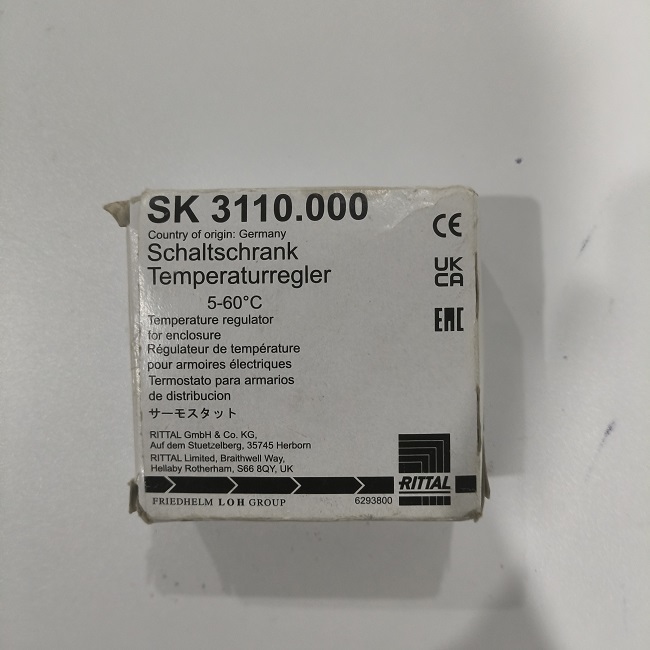 SK 3110.000
Country of origin: Germany
Schaltschrank
Temperaturregler
5-60°C
Temperature regulator
for enclosure
Régulateur de température
pour armoires électriques
Termostato para armarios
de distribucion
サーモスタット
RITTAL GmbH & Co. KG,
Auf dem Stuetzelberg, 35745 Herborn
RITTAL Limited, Braithwell Way,
Hellaby Rotherham, S66 8QY, UK
FRIEDHELM LOH GROUP
6293800
CE
UK
CA
EAC
RITTAL